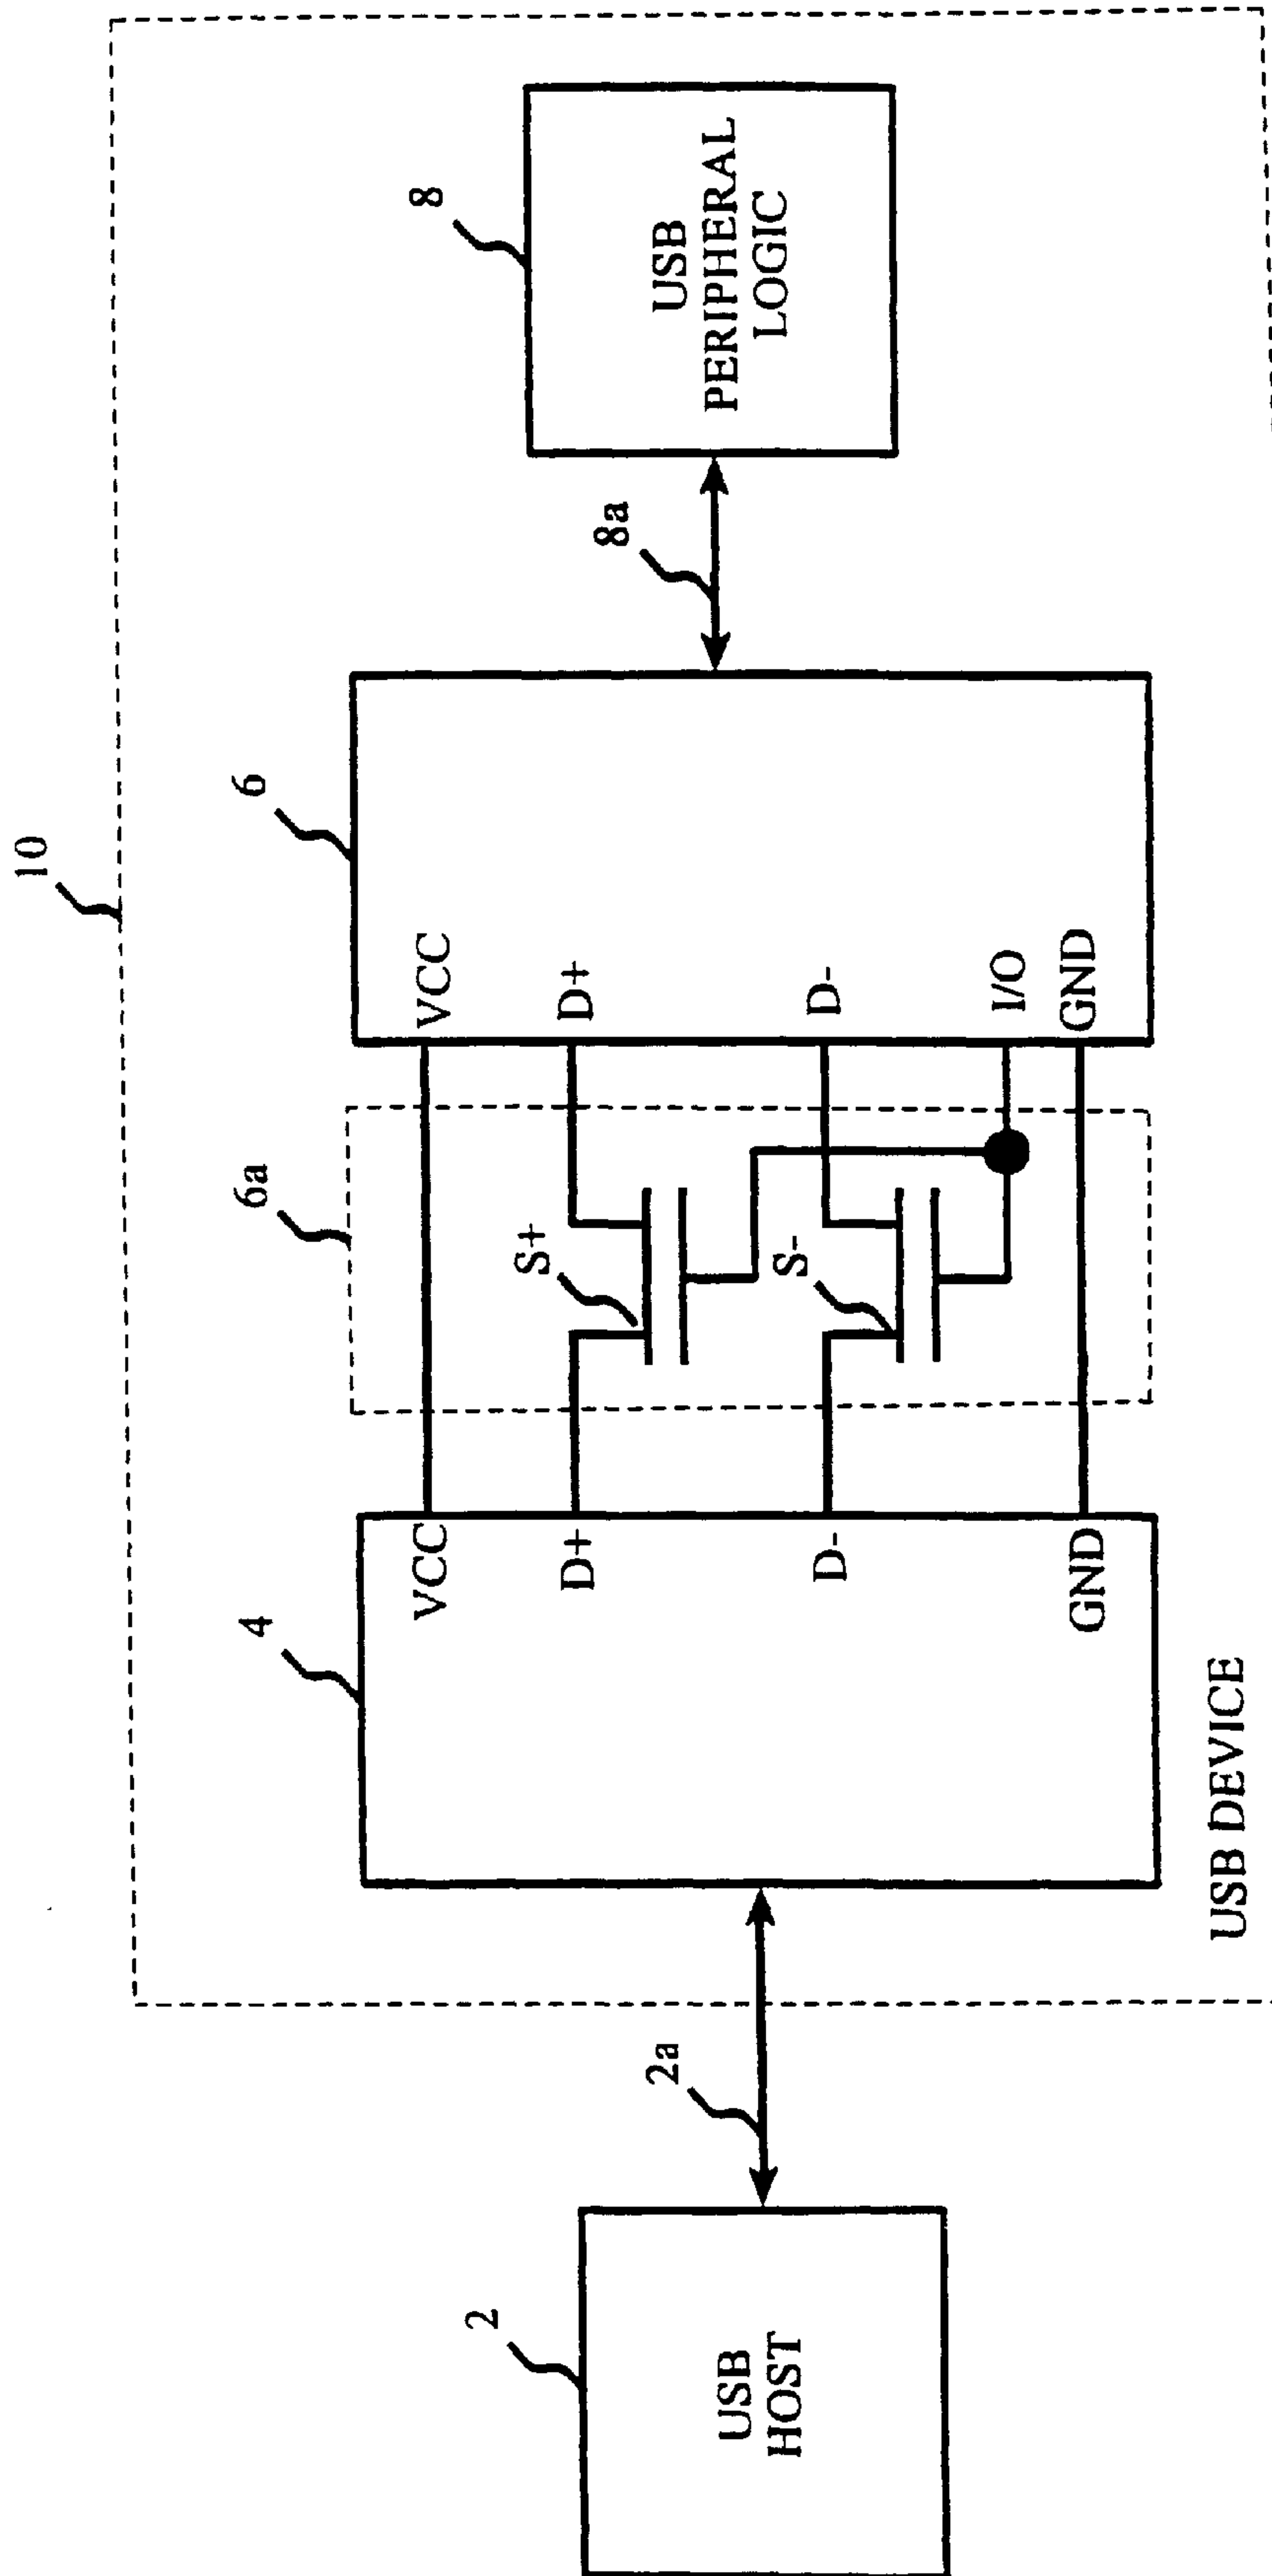 10
8
USB
PERIPHERAL
LOGIC
8a
6
VCC
D+
D-
I/O
GND
6a
S+
S-
4
VCC
D+
D-
GND
USB DEVICE
2a
2
USB
HOST